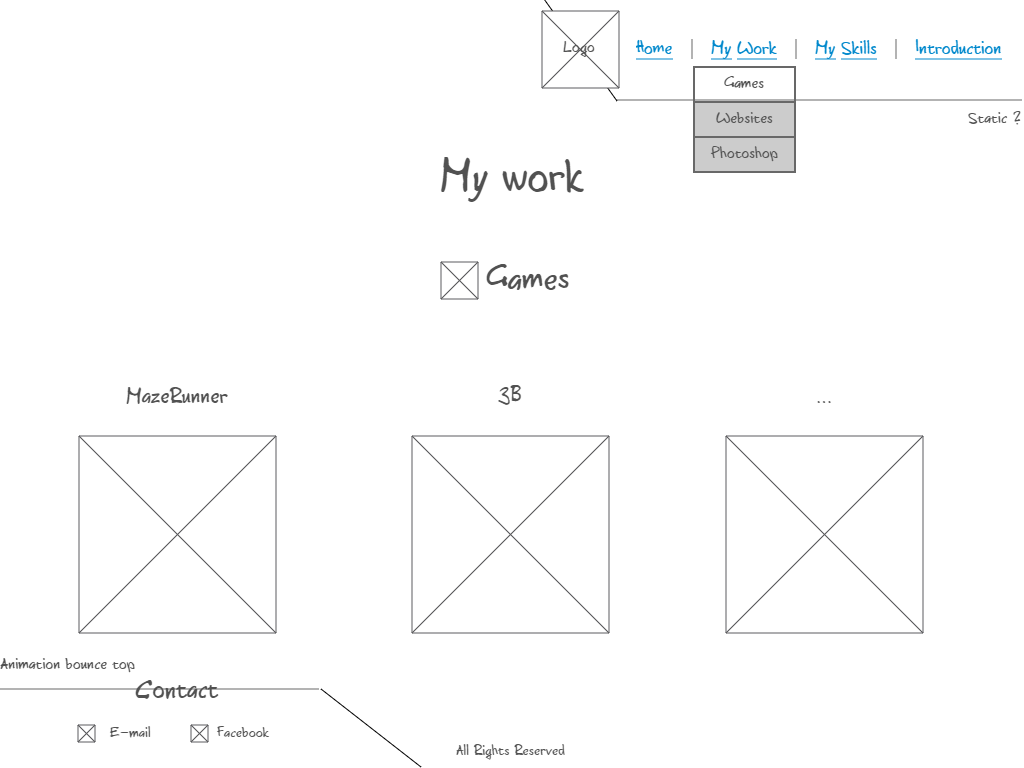 Logo
Home | My Work | My Skills | Introduction
Games
Websites
Static ?
Photoshop
My work
Games
MazeRunner
3B
...
Animation bounce top
Contact
E-mail
Facebook
All Rights Reserved